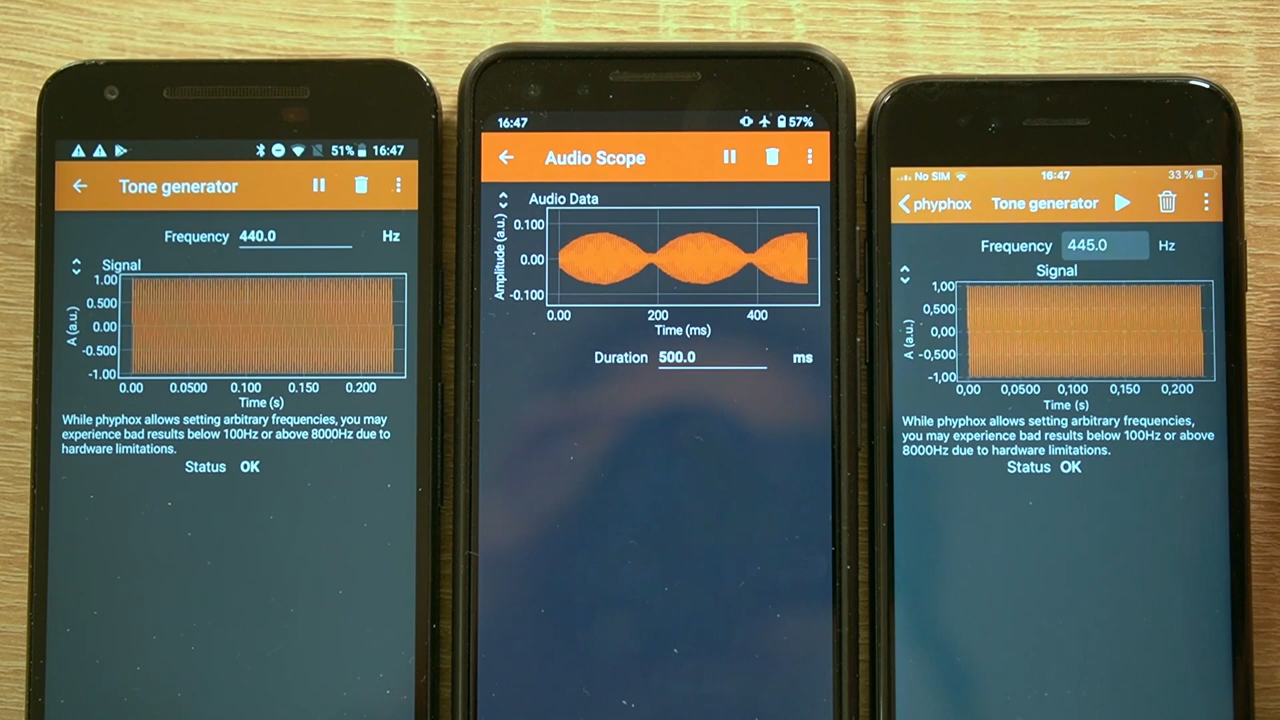 51% 16:47
Tone generator
Frequency 440.0 Hz
Signal
A (a.u.)
1.00
0.500
0.00
-0.500
-1.00
0.00 0.0500 0.100 0.150 0.200
Time (s)
While phyphox allows setting arbitrary frequencies, you may
experience bad results below 100Hz or above 8000Hz due to
hardware limitations.
Status OK
16:47 57%
Audio Scope
Audio Data
Amplitude (a.u.)
0.100
0.00
-0.100
0.00 200 400
Time (ms)
Duration 500.0 ms
No SIM 16:47 33 %
phyphox Tone generator
Frequency 445.0 Hz
Signal
A (a.u.)
1,00
0,500
0,00
-0,500
-1,00
0,00 0,0500 0,100 0,150 0,200
Time (s)
While phyphox allows setting arbitrary frequencies,
you may experience bad results below 100Hz or above
8000Hz due to hardware limitations.
Status OK